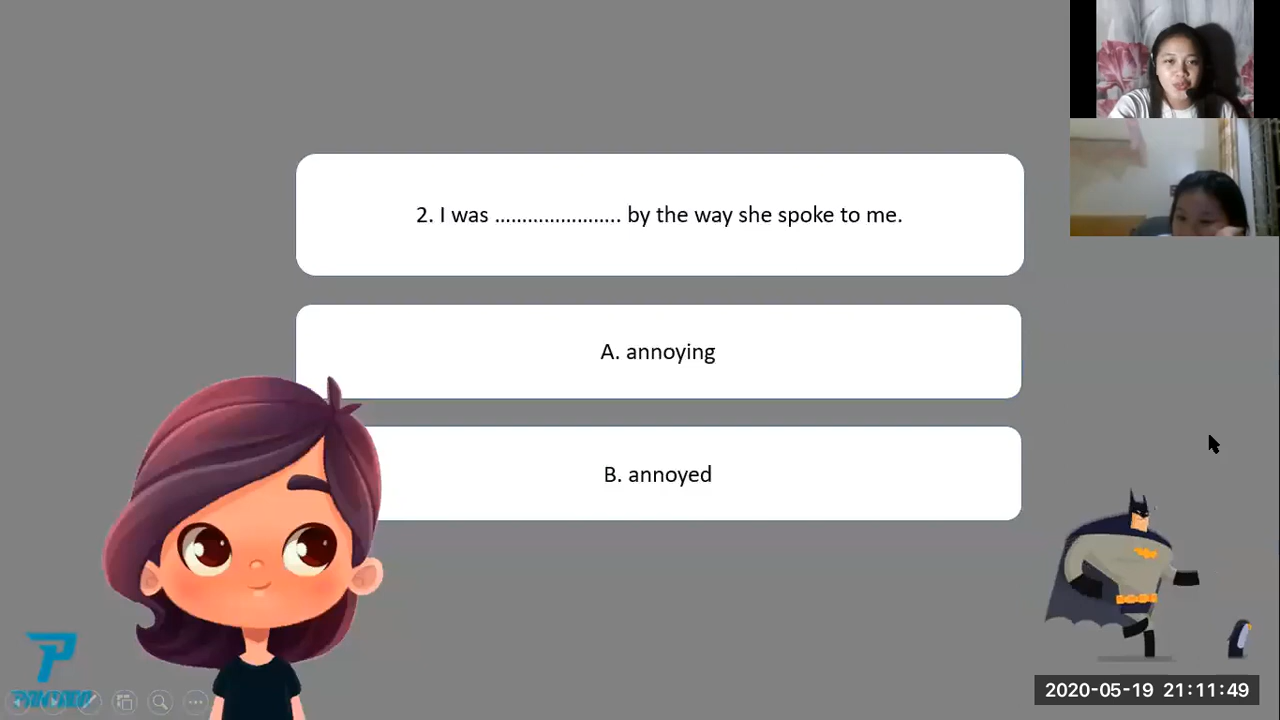 2. I was ...................... by the way she spoke to me.
A. annoying
B. annoyed
2020-05-19 21:11:49